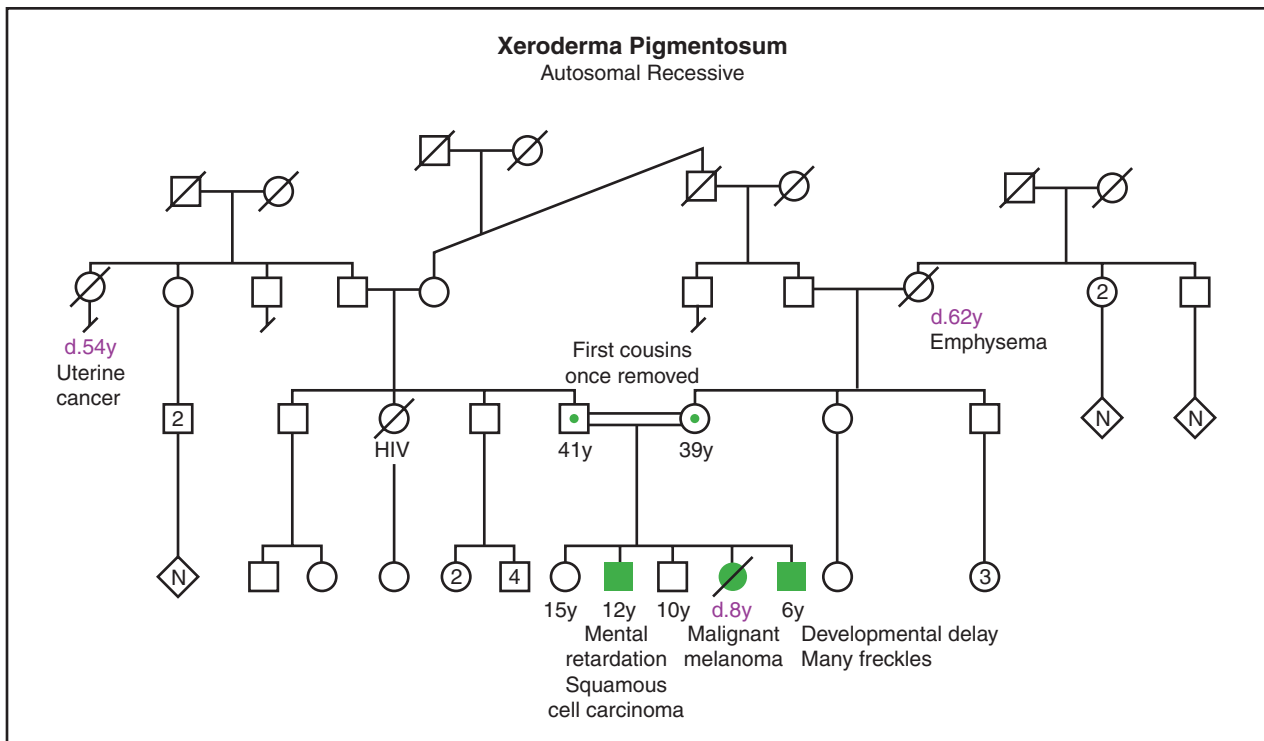 Xeroderma Pigmentosum
Autosomal Recessive
2
d.54y
Uterine
cancer
d.62y
Emphysema
First cousins
once removed
2
HIV
41y
39y
N
N
N
2
4
3
15y
12y
10y
d.8y
6y
Mental
retardation
Squamous
cell carcinoma
Malignant
melanoma
Developmental delay
Many freckles